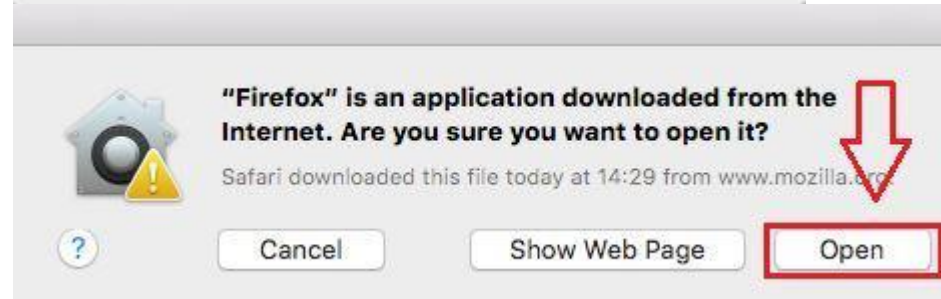 “Firefox” is an application downloaded from the
Internet. Are you sure you want to open it?
Safari downloaded this file today at 14:29 from www.mozilla.org.
?
Cancel
Show Web Page
Open